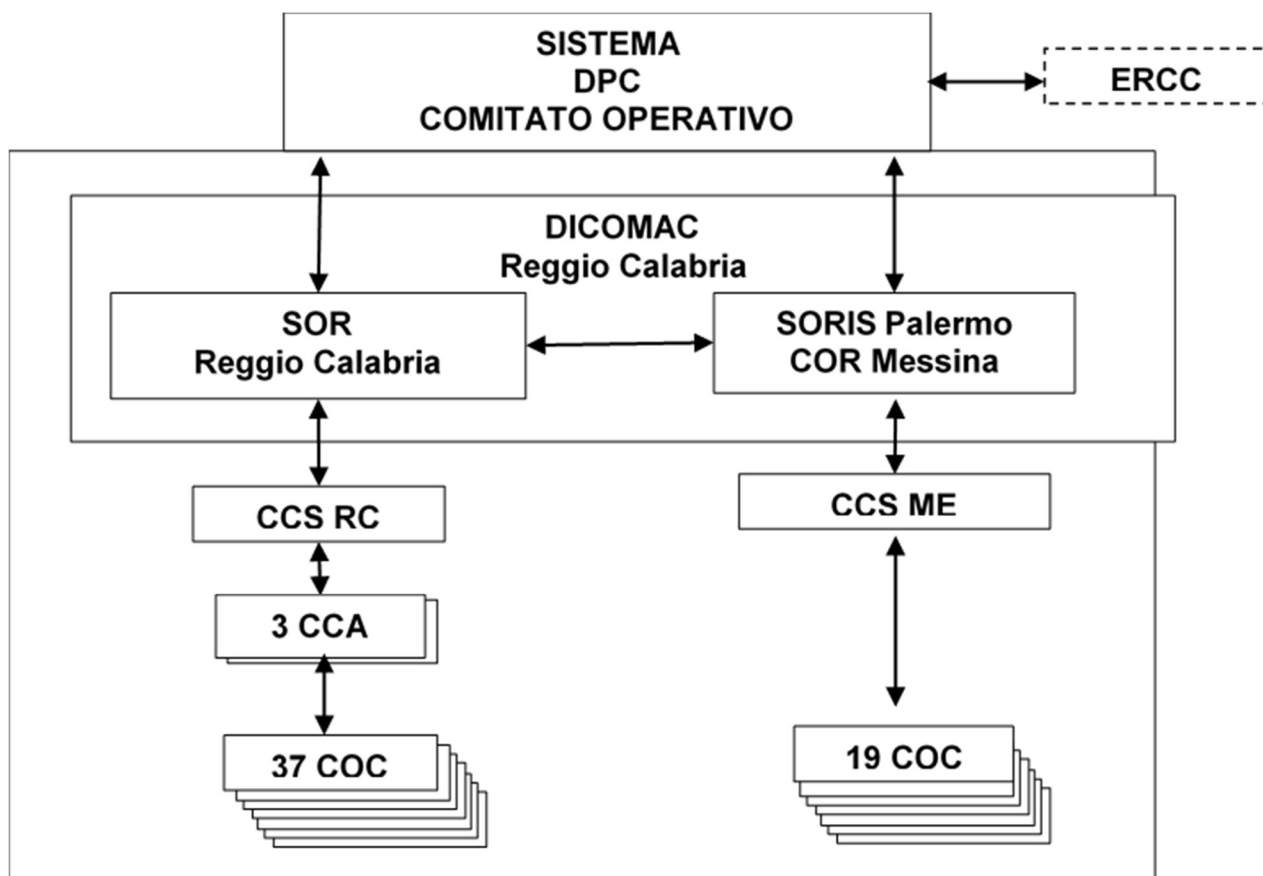 SISTEMA
DPC
COMITATO OPERATIVO
ERCC
DICOMAC
Reggio Calabria
SOR
Reggio Calabria
SORIS Palermo
COR Messina
CCS RC
CCS ME
3 CCA
37 COC
19 COC